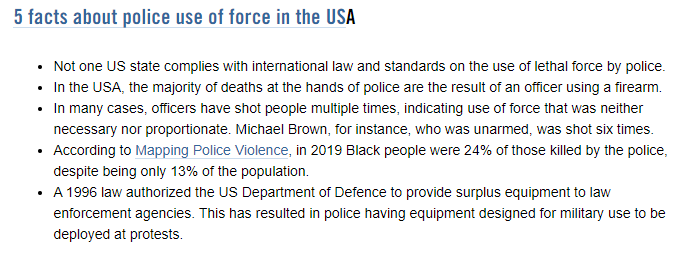 5 facts about police use of force in the USA
• Not one US state complies with international law and standards on the use of lethal force by police.
• In the USA, the majority of deaths at the hands of police are the result of an officer using a firearm.
• In many cases, officers have shot people multiple times, indicating use of force that was neither
necessary nor proportionate. Michael Brown, for instance, who was unarmed, was shot six times.
• According to Mapping Police Violence, in 2019 Black people were 24% of those killed by the police,
despite being only 13% of the population.
• A 1996 law authorized the US Department of Defence to provide surplus equipment to law
enforcement agencies. This has resulted in police having equipment designed for military use to be
deployed at protests.